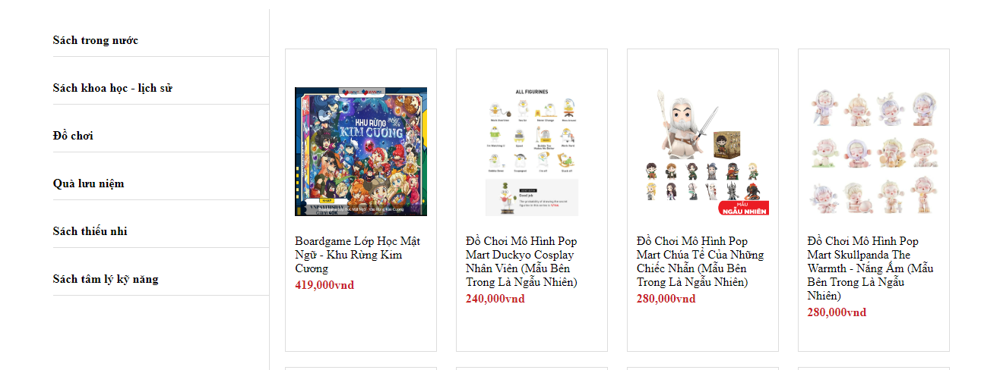 Sách trong nước
Sách khoa học - lịch sử
Đồ chơi
Quà lưu niệm
Sách thiếu nhi
Sách tâm lý kỹ năng
KHU RỪNG
KIM CƯƠNG
Boardgame Lớp Học Mật
Ngữ - Khu Rừng Kim
Cương
419,000vnd
ALL FIGURINES
Good job
Đồ Chơi Mô Hình Pop
Mart Duckyo Cosplay
Nhân Viên (Mẫu Bên
Trong Là Ngẫu Nhiên)
240,000vnd
MẪU
NGẪU NHIÊN
Đồ Chơi Mô Hình Pop
Mart Chúa Tể Của Những
Chiếc Nhẫn (Mẫu Bên
Trong Là Ngẫu Nhiên)
280,000vnd
Đồ Chơi Mô Hình Pop
Mart Skullpanda The
Warmth - Nắng Ấm (Mẫu
Bên Trong Là Ngẫu
Nhiên)
280,000vnd